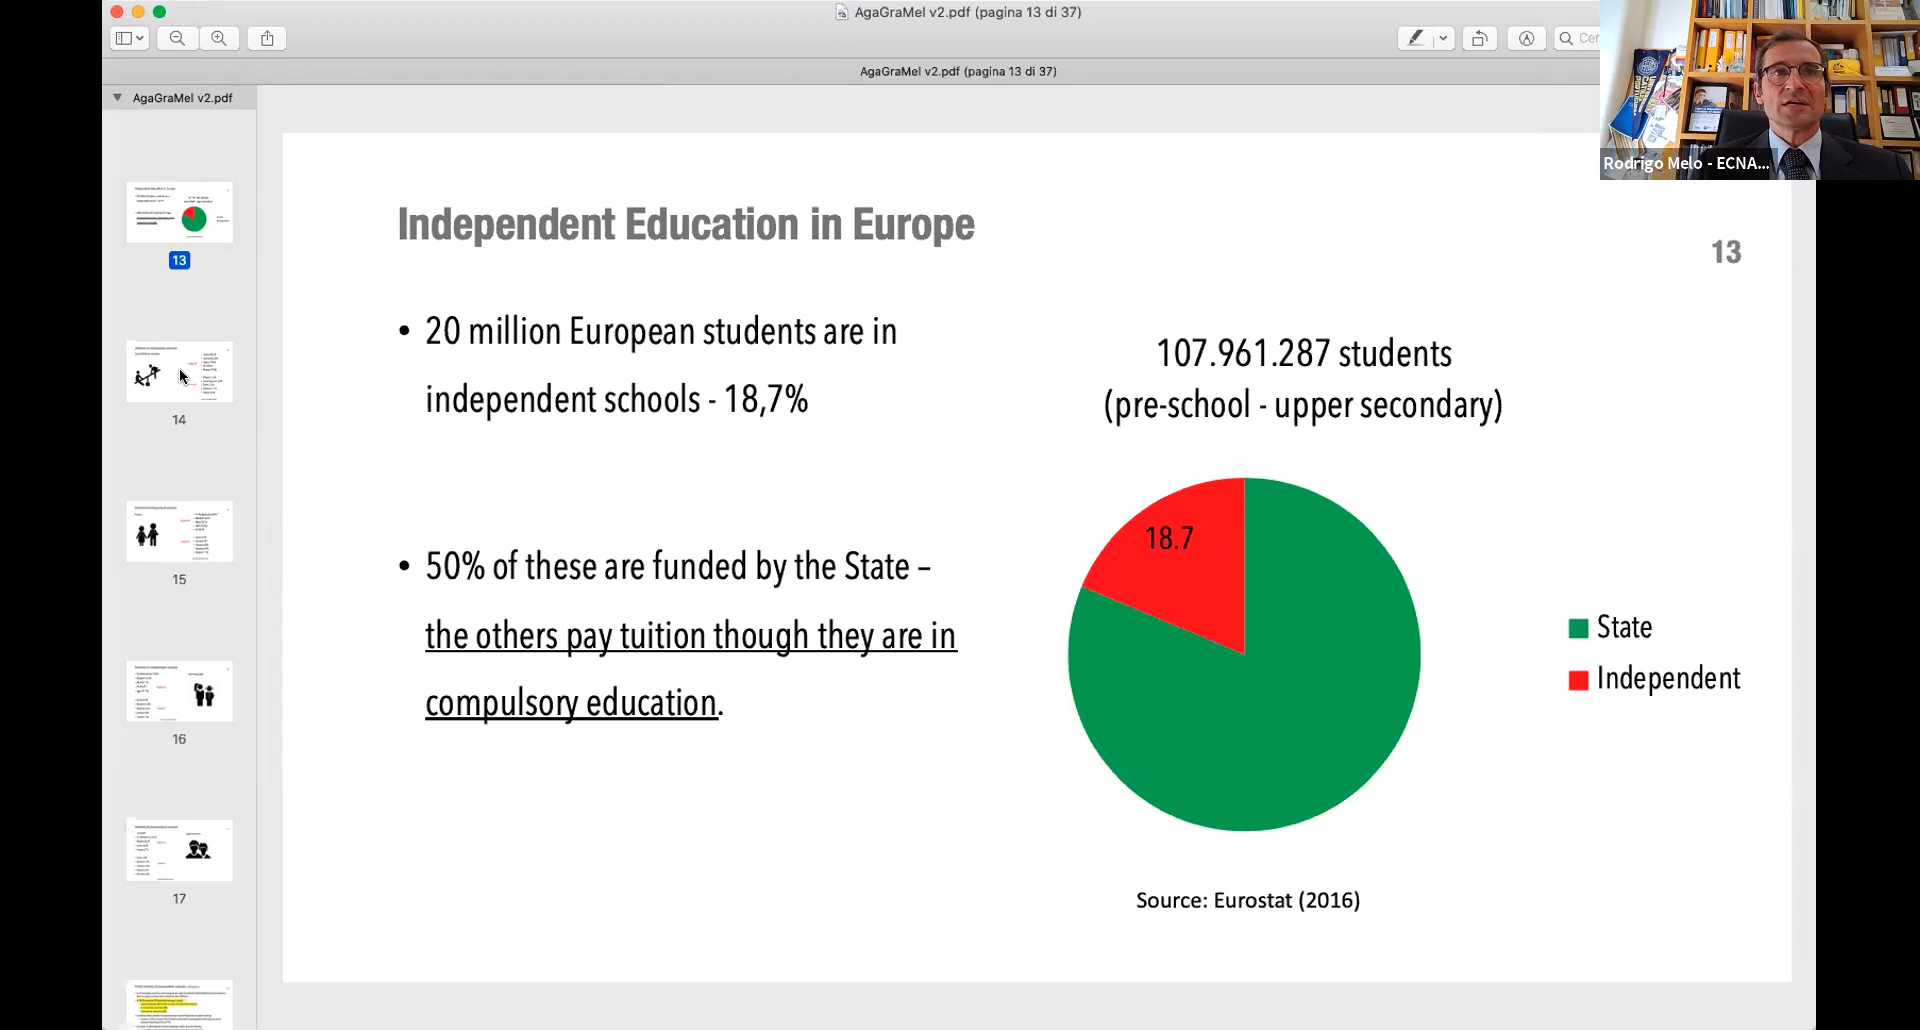 AgaGraMel v2.pdf (pagina 13 di 37)
Cer
AgaGraMel v2.pdf (pagina 13 di 37)
AgaGraMel v2.pdf
13
14
15
16
17
Rodrigo Melo - ECNA...
Independent Education in Europe
13
• 20 million European students are in
independent schools - 18,7%
• 50% of these are funded by the State –
the others pay tuition though they are in
compulsory education.
107.961.287 students
(pre-school - upper secondary)
18.7
State
Independent
Source: Eurostat (2016)